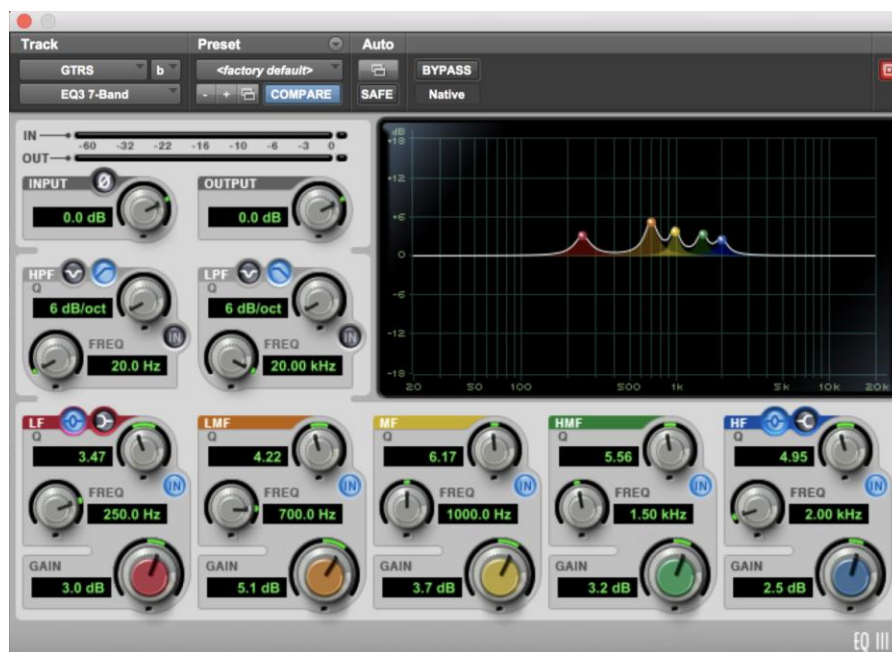 Track Preset Auto
GTRS b <factory default> BYPASS
EQ3 7-Band - + COMPARE SAFE Native
IN
-60 -32 -22 -16 -10 -6 -3 0
OUT
INPUT Ø OUTPUT
0.0 dB 0.0 dB
HPF LPF
Q Q
6 dB/oct 6 dB/oct
IN IN
FREQ FREQ
20.0 Hz 20.00 kHz
dB
+18
+12
+6
0
-6
-12
-18
20 50 100 500 1k 5k 10k 20k
LF LMF MF HMF HF
Q Q Q Q Q
3.47 4.22 6.17 5.56 4.95
IN IN IN IN IN
FREQ FREQ FREQ FREQ FREQ
250.0 Hz 700.0 Hz 1000.0 Hz 1.50 kHz 2.00 kHz
GAIN GAIN GAIN GAIN GAIN
3.0 dB 5.1 dB 3.7 dB 3.2 dB 2.5 dB
EQ III